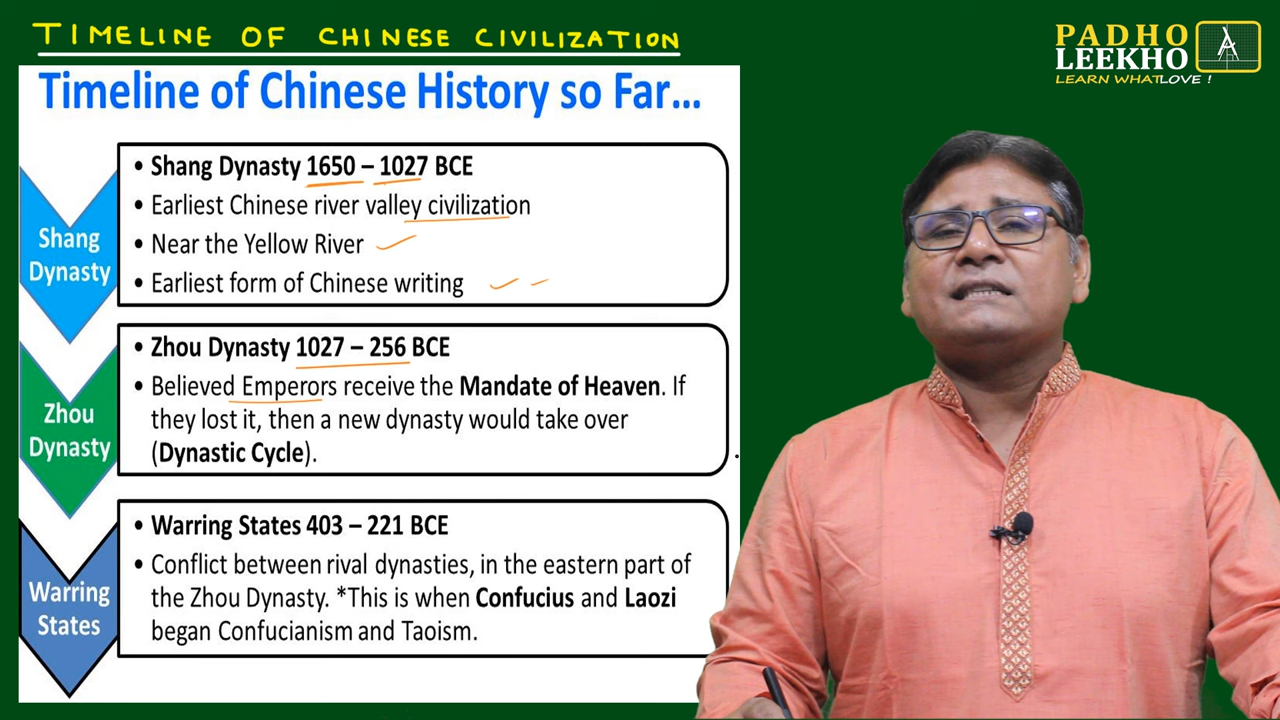 TIMELINE OF CHINESE CIVILIZATION
PADHO
LEEKHO
LEARN WHAT LOVE !
Timeline of Chinese History so Far...
Shang
Dynasty
• Shang Dynasty 1650 – 1027 BCE
• Earliest Chinese river valley civilization
• Near the Yellow River
• Earliest form of Chinese writing
Zhou
Dynasty
• Zhou Dynasty 1027 – 256 BCE
• Believed Emperors receive the Mandate of Heaven. If
they lost it, then a new dynasty would take over
(Dynastic Cycle).
Warring
States
• Warring States 403 – 221 BCE
• Conflict between rival dynasties, in the eastern part of
the Zhou Dynasty. *This is when Confucius and Laozi
began Confucianism and Taoism.